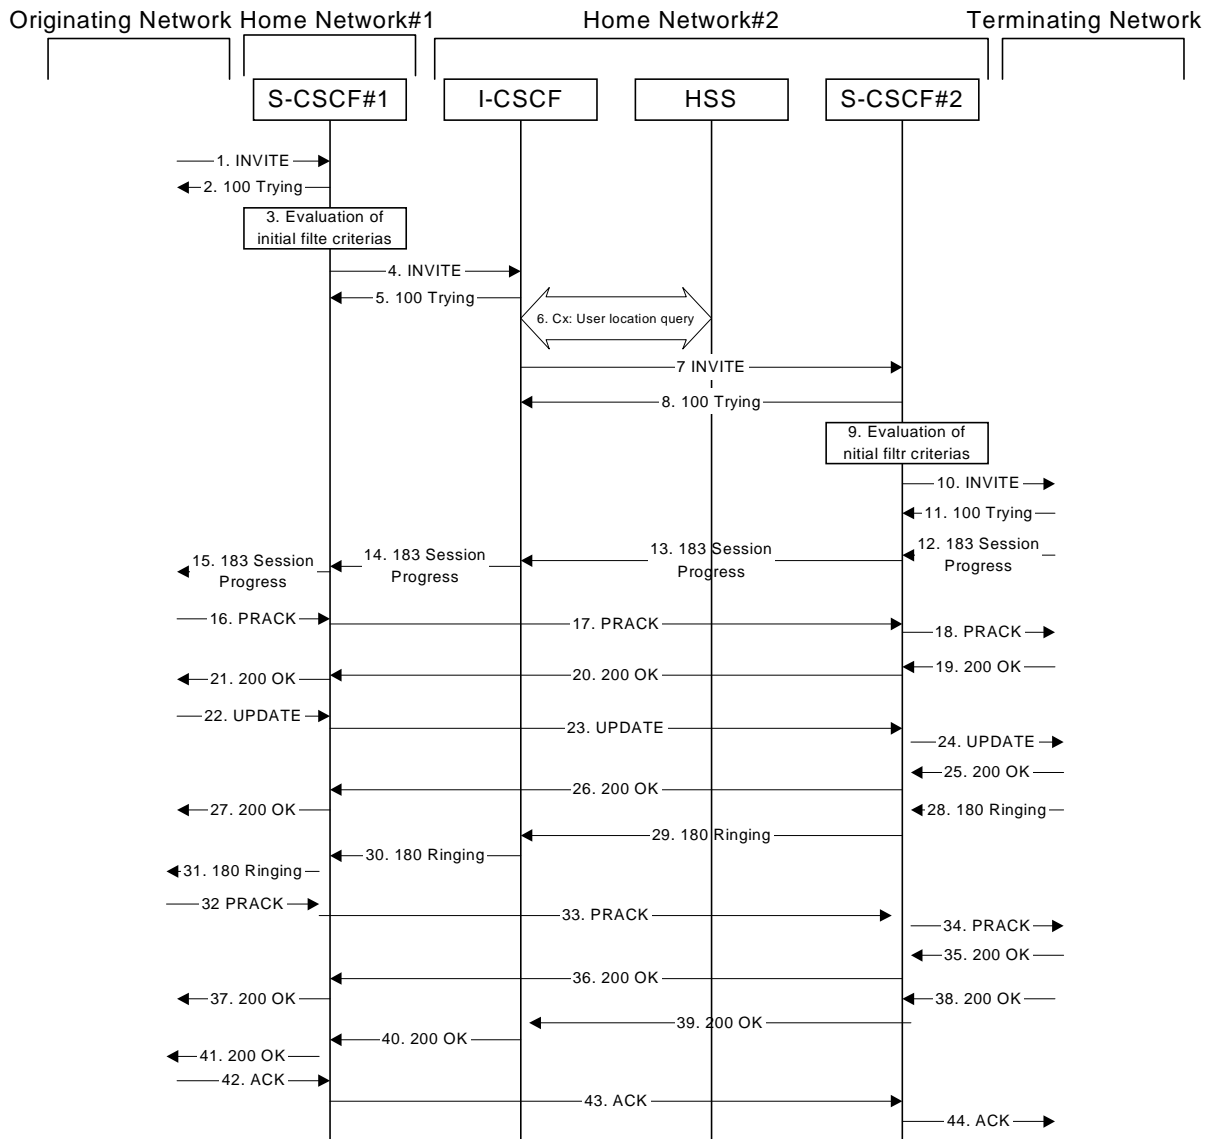 Originating Network Home Network#1 Home Network#2 Terminating Network
S-CSCF#1 I-CSCF HSS S-CSCF#2
1. INVITE
2. 100 Trying
3. Evaluation of
initial filte criterias
4. INVITE
5. 100 Trying
6. Cx: User location query
7 INVITE
8. 100 Trying
9. Evaluation of
nitial filtr criterias
10. INVITE
11. 100 Trying
12. 183 Session
Progress
13. 183 Session
Progress
14. 183 Session
Progress
15. 183 Session
Progress
16. PRACK
17. PRACK
18. PRACK
19. 200 OK
20. 200 OK
21. 200 OK
22. UPDATE
23. UPDATE
24. UPDATE
25. 200 OK
26. 200 OK
27. 200 OK
28. 180 Ringing
29. 180 Ringing
30. 180 Ringing
31. 180 Ringing
32 PRACK
33. PRACK
34. PRACK
35. 200 OK
36. 200 OK
37. 200 OK
38. 200 OK
39. 200 OK
40. 200 OK
41. 200 OK
42. ACK
43. ACK
44. ACK